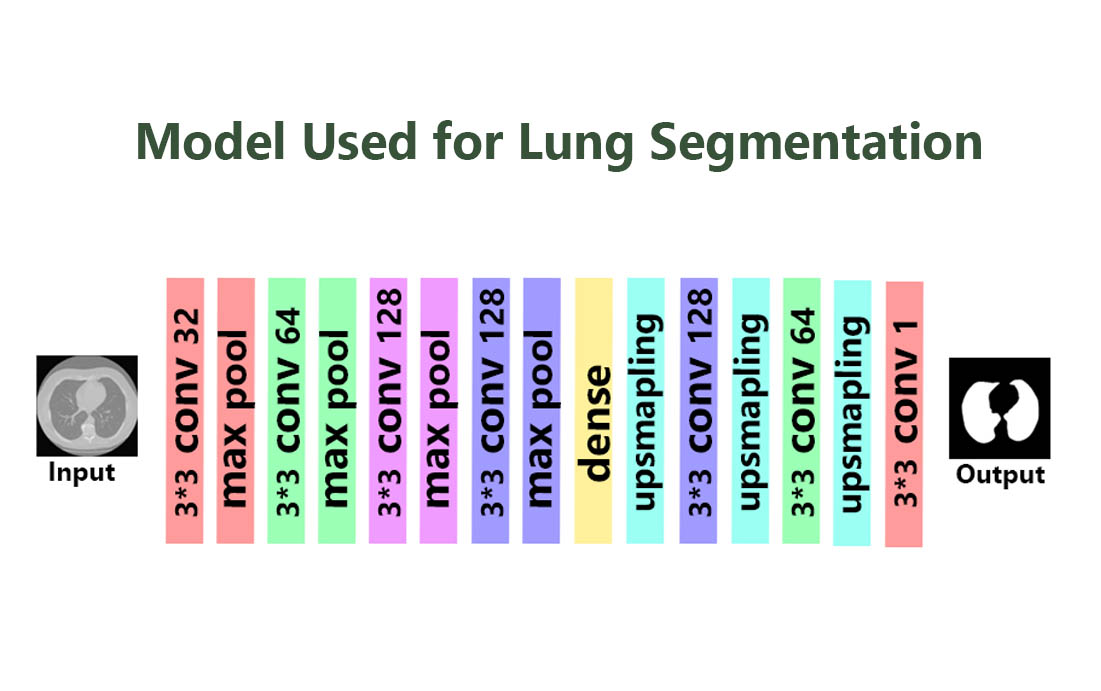 Model Used for Lung Segmentation
Input
3*3 conv 32
max pool
3*3 conv 64
max pool
3*3 conv 128
max pool
3*3 conv 128
max pool
dense
upsmapling
3*3 conv 128
upsmapling
3*3 conv 64
upsmapling
3*3 conv 1
Output